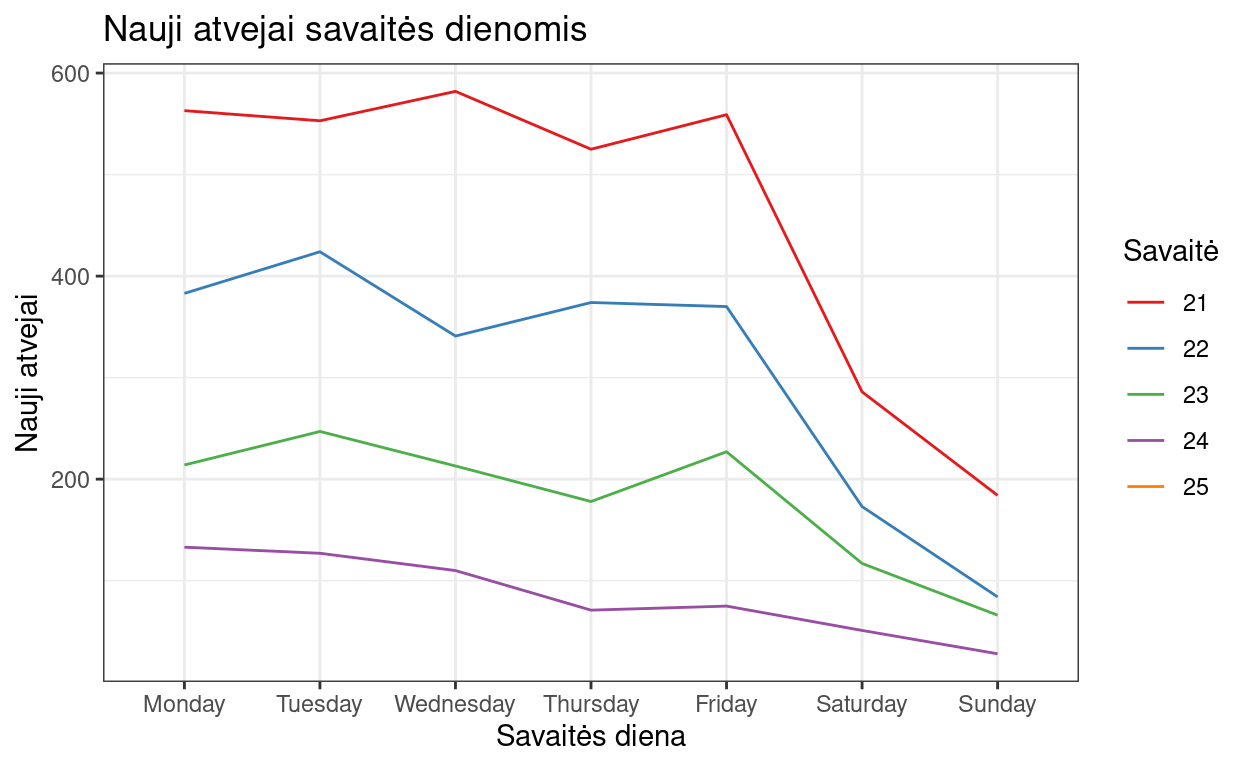 Nauji atvejai savaitės dienomis
600
400
200
Nauji atvejai
Monday Tuesday Wednesday Thursday Friday Saturday Sunday
Savaitės diena
Savaitė
21
22
23
24
25